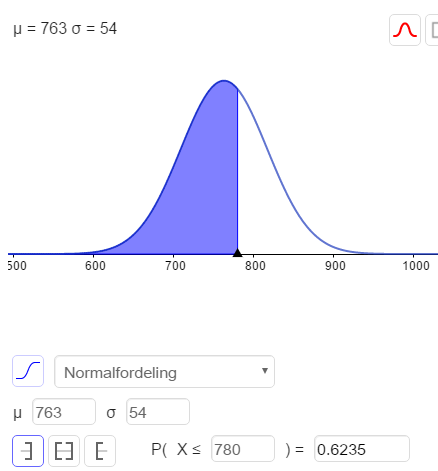 μ = 763 σ = 54
500 600 700 800 900 1000
Normalfordeling
μ 763 σ 54
P( X ≤ 780 ) = 0.6235